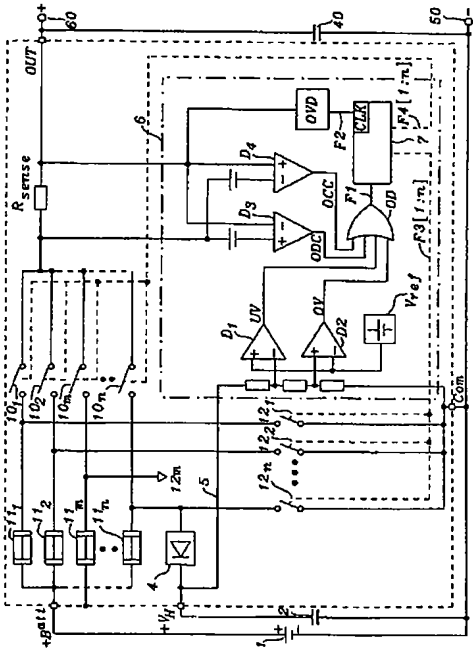 +
60
50
-
OUT
40
6
R sense
OVD
CLK
F2
F4[1:n]
7
D4
OCC
F1
OD
F3[1:n]
D3
ODC
10₁
10₂
10m
10n
UV
OV
D1
D2
Vref
12m
12₁
12₂
12n
Com
5
11₁
11₂
11m
11n
4
+Batt
+VH
2
1
+